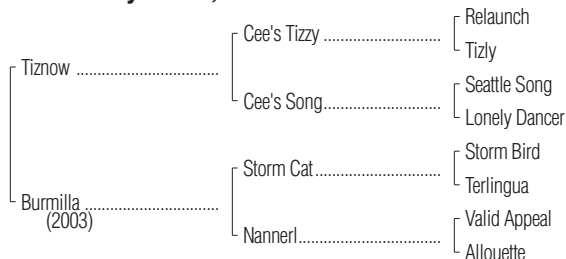 Relaunch
Cee's Tizzy
Tizly
Tiznow
Seattle Song
Cee's Song
Lonely Dancer
Storm Bird
Storm Cat
Terlingua
Burmilla
(2003)
Valid Appeal
Nannerl
Allouette